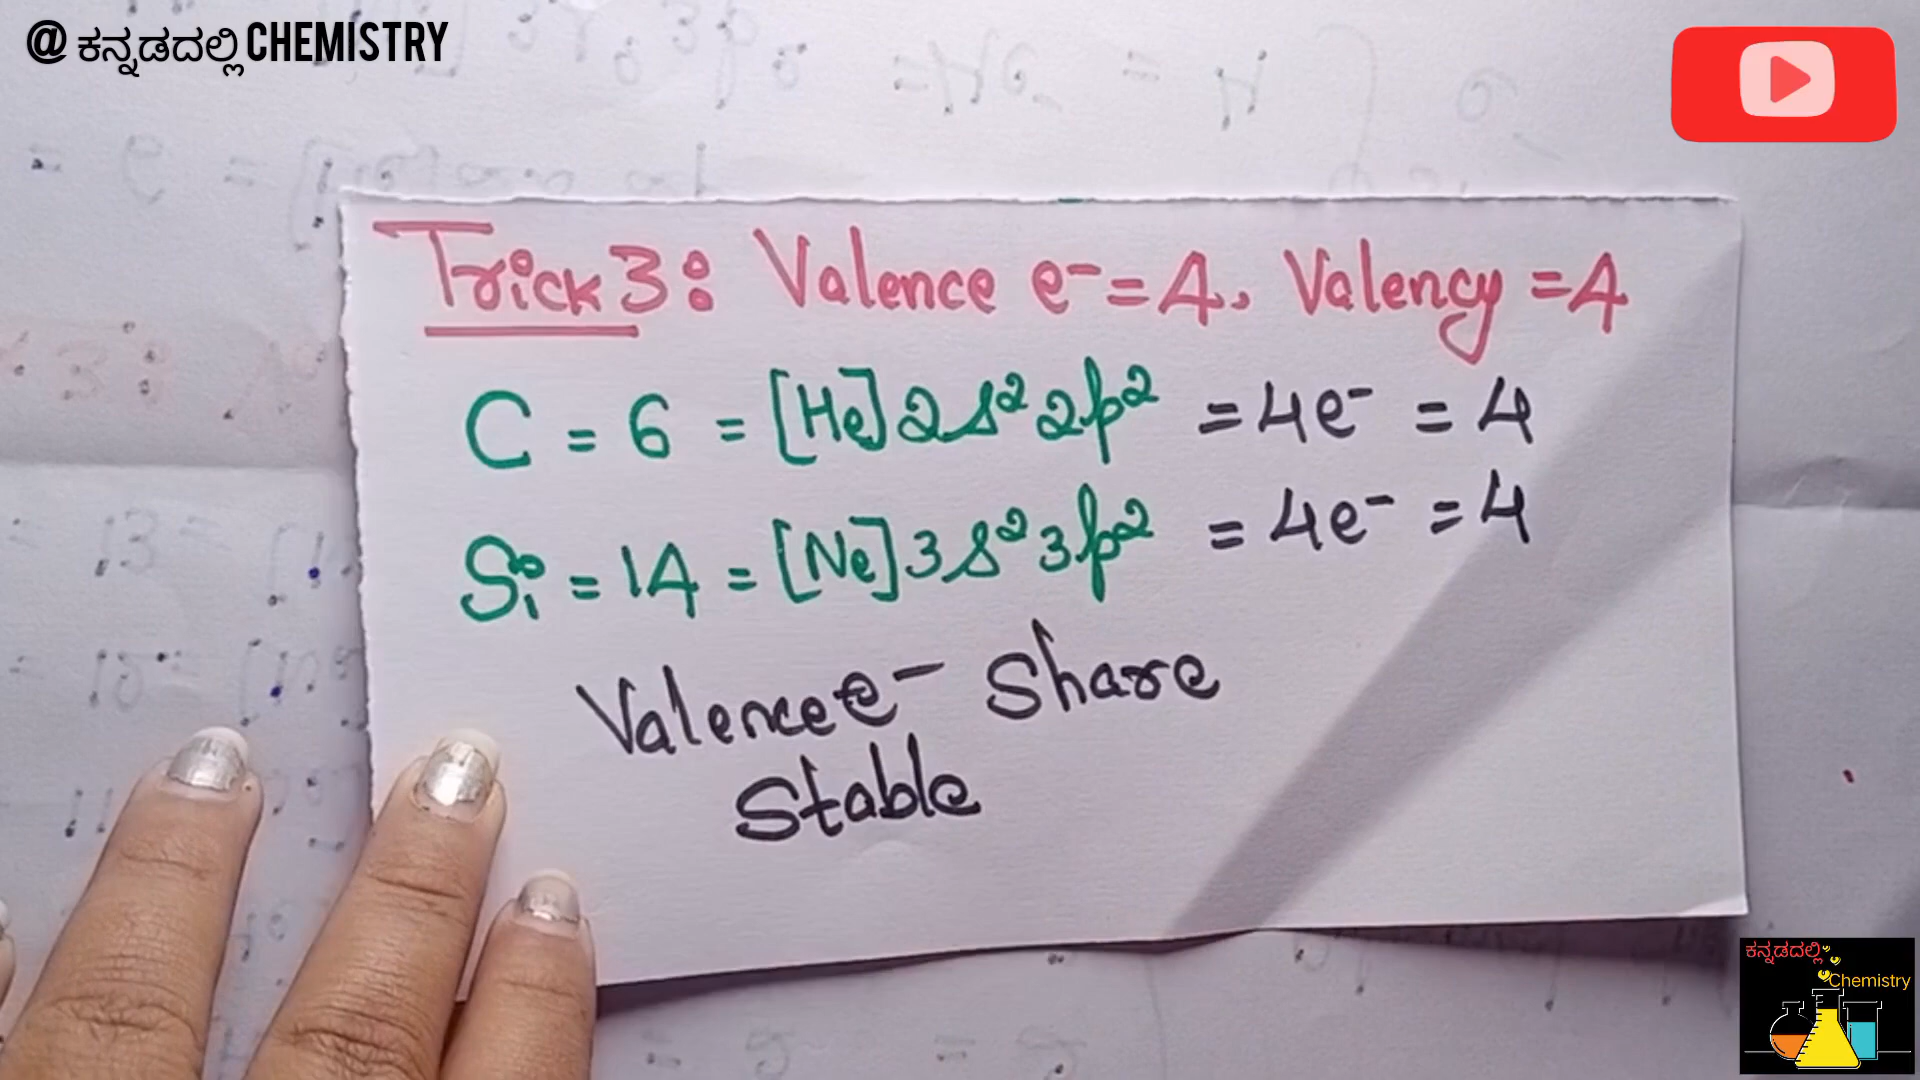 @ ಕನ್ನಡದಲ್ಲಿ CHEMISTRY
Trick 3: Valence e⁻ = 4, Valency = 4
C = 6 = [He] 2s² 2p² = 4e⁻ = 4
Si = 14 = [Ne] 3s² 3p² = 4e⁻ = 4
Valence e⁻ Share
Stable
ಕನ್ನಡದಲ್ಲಿ
Chemistry